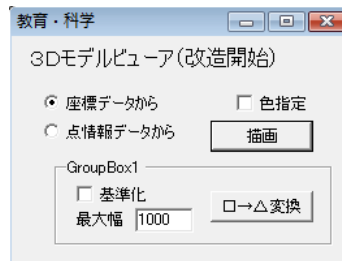 教育・科学
3Dモデルビューア(改造開始)
座標データから
色指定
点情報データから
描画
GroupBox1
基準化
最大幅 1000
□→△変換